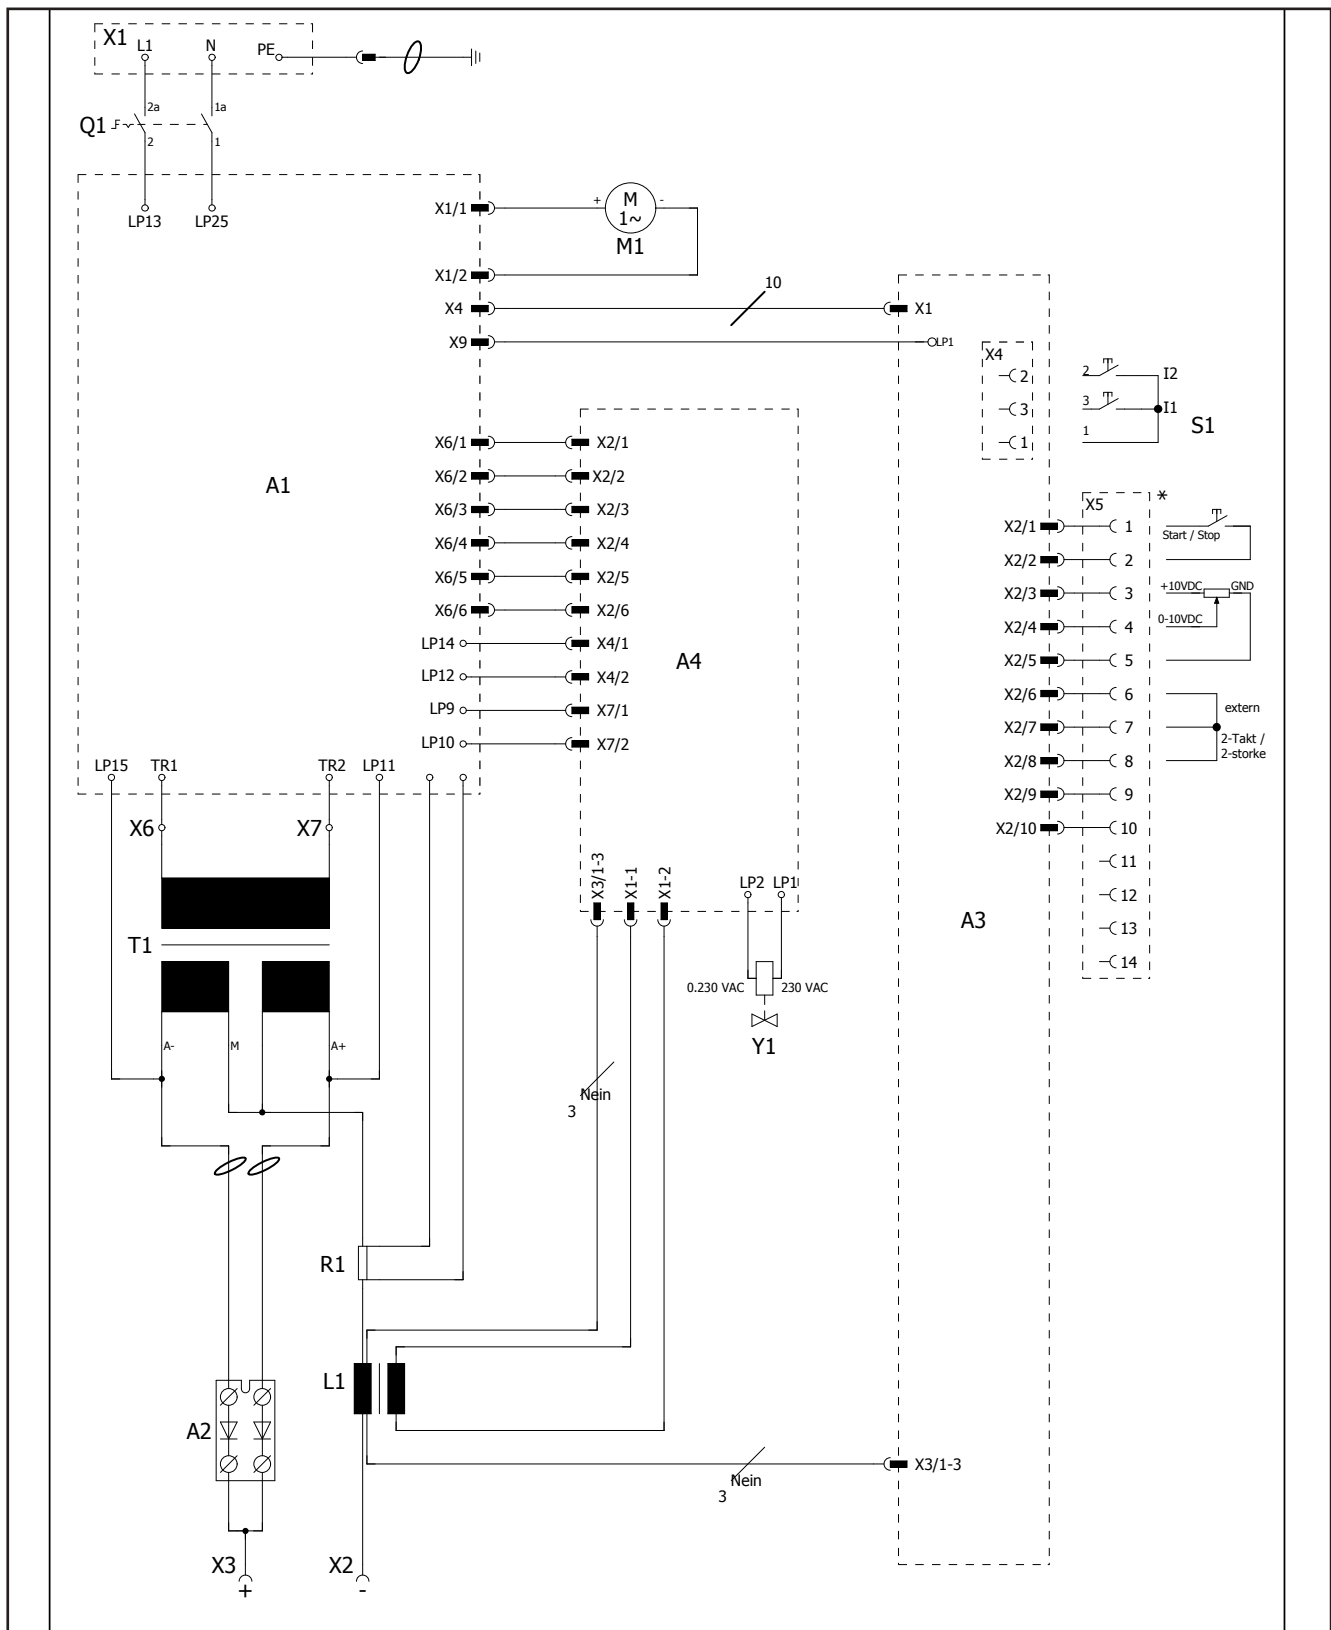 X1 L1 N PE
2a 1a
Q1
2 1
LP13 LP25
X1/1 + M 1~ -
M1
X1/2
10
X4 X1
X9 LP1
X4
2 2 I2
3 3 I1
S1
1 1
A1
X6/1 X2/1
X6/2 X2/2
X6/3 X2/3
X6/4 X2/4
X6/5 X2/5
X6/6 X2/6
LP14 X4/1
LP12 X4/2
LP9 X7/1
LP10 X7/2
A4
X5 *
X2/1 1 Start / Stop
X2/2 2
X2/3 3 +10VDC GND
X2/4 4 0-10VDC
X2/5 5
X2/6 6
extern
X2/7 7
2-Takt /
2-storke
X2/8 8
X2/9 9
X2/10 10
11
12
13
14
A3
LP15 TR1 TR2 LP11
X6 X7
X3/1-3 X1-1 X1-2 LP2 LP1
T1
0.230 VAC 230 VAC
Y1
A- M A+
Nein
3
R1
L1
A2
X3/1-3
Nein
3
X3 X2
+ -